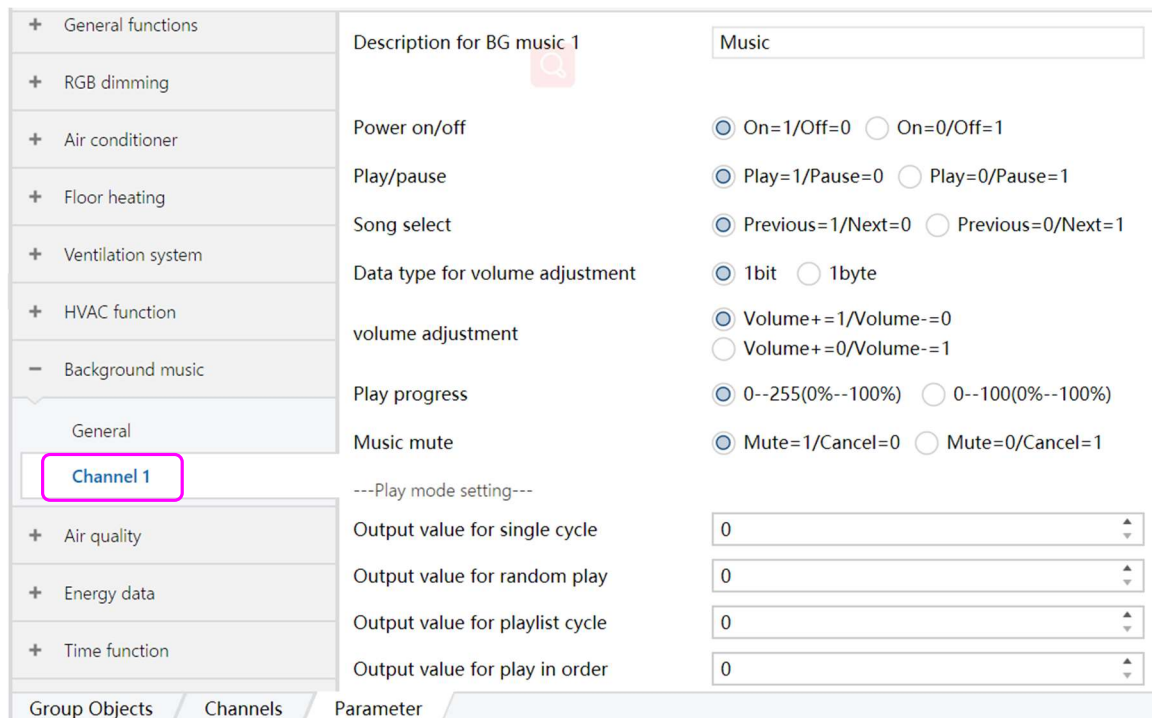 General functions
RGB dimming
Air conditioner
Floor heating
Ventilation system
HVAC function
Background music
General
Channel 1
Air quality
Energy data
Time function
Description for BG music 1 Music
Power on/off On=1/Off=0 On=0/Off=1
Play/pause Play=1/Pause=0 Play=0/Pause=1
Song select Previous=1/Next=0 Previous=0/Next=1
Data type for volume adjustment 1bit 1byte
volume adjustment Volume+=1/Volume-=0
Volume+=0/Volume-=1
Play progress 0--255(0%--100%) 0--100(0%--100%)
Music mute Mute=1/Cancel=0 Mute=0/Cancel=1
---Play mode setting---
Output value for single cycle 0
Output value for random play 0
Output value for playlist cycle 0
Output value for play in order 0
Group Objects Channels Parameter